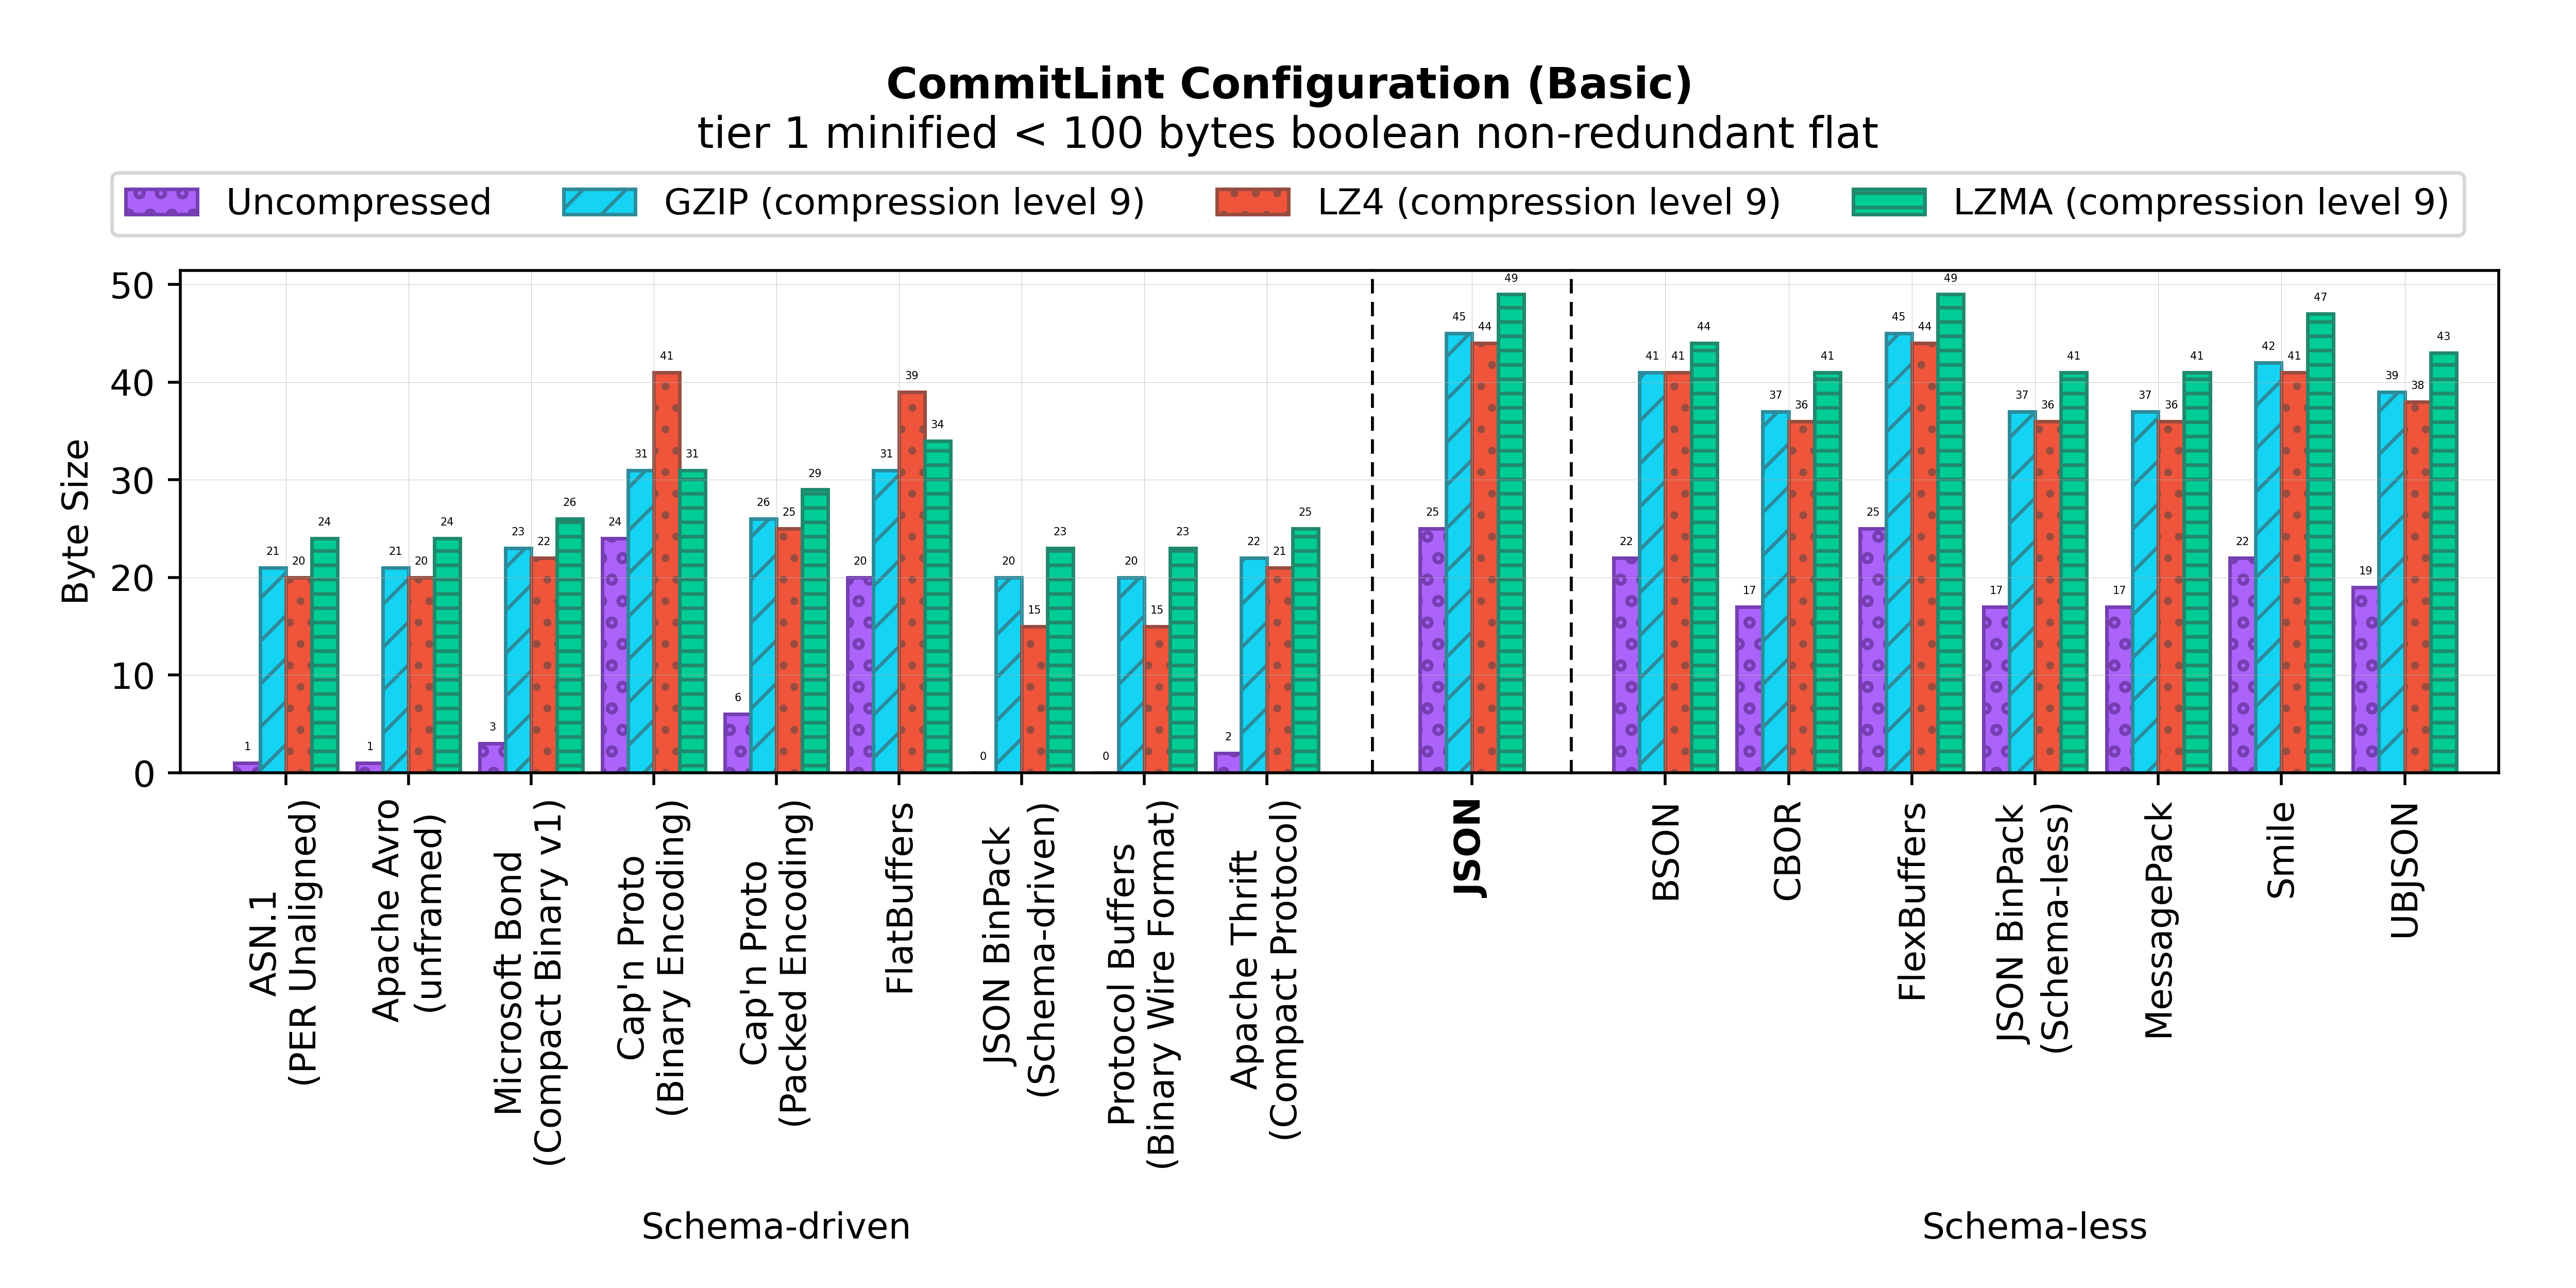 CommitLint Configuration (Basic)
tier 1 minified < 100 bytes boolean non-redundant flat
Uncompressed
GZIP (compression level 9)
LZ4 (compression level 9)
LZMA (compression level 9)
Byte Size
50
40
30
20
10
0
1 21 20 24
1 21 20 24
3 23 22 26
24 31 41 31
6 26 25 29
20 31 39 34
0 20 15 23
0 20 15 23
2 22 21 25
25 45 44 49
22 41 41 44
17 37 36 41
25 45 44 49
17 37 36 41
17 37 36 41
22 42 41 47
19 39 38 43
ASN.1
(PER Unaligned)
Apache Avro
(unframed)
Microsoft Bond
(Compact Binary v1)
Cap'n Proto
(Binary Encoding)
Cap'n Proto
(Packed Encoding)
FlatBuffers
JSON BinPack
(Schema-driven)
Protocol Buffers
(Binary Wire Format)
Apache Thrift
(Compact Protocol)
JSON
BSON
CBOR
FlexBuffers
JSON BinPack
(Schema-less)
MessagePack
Smile
UBJSON
Schema-driven
Schema-less